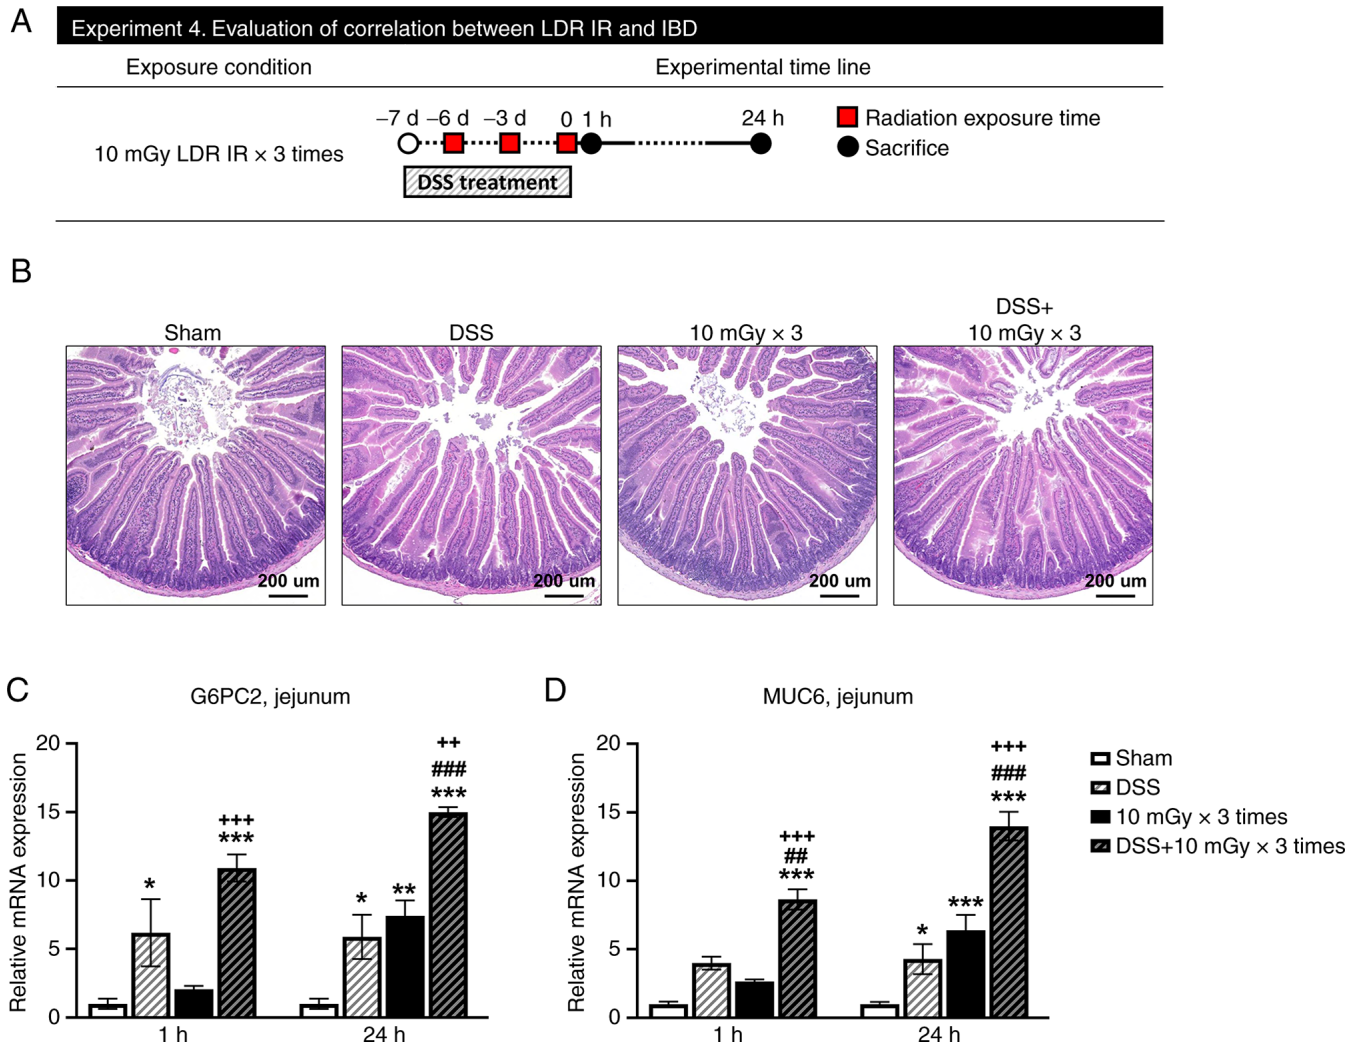 A
Experiment 4. Evaluation of correlation between LDR IR and IBD
Exposure condition
Experimental time line
10 mGy LDR IR × 3 times
−7 d −6 d −3 d 0 1 h 24 h
DSS treatment
Radiation exposure time
Sacrifice
B
Sham
DSS
10 mGy × 3
DSS+
10 mGy × 3
200 um
200 um
200 um
200 um
C
G6PC2, jejunum
Relative mRNA expression
20
15
10
5
0
*
+++
***
*
**
++
###
***
1 h
24 h
D
MUC6, jejunum
Relative mRNA expression
20
15
10
5
0
+++
##
***
*
***
+++
###
***
1 h
24 h
Sham
DSS
10 mGy × 3 times
DSS+10 mGy × 3 times